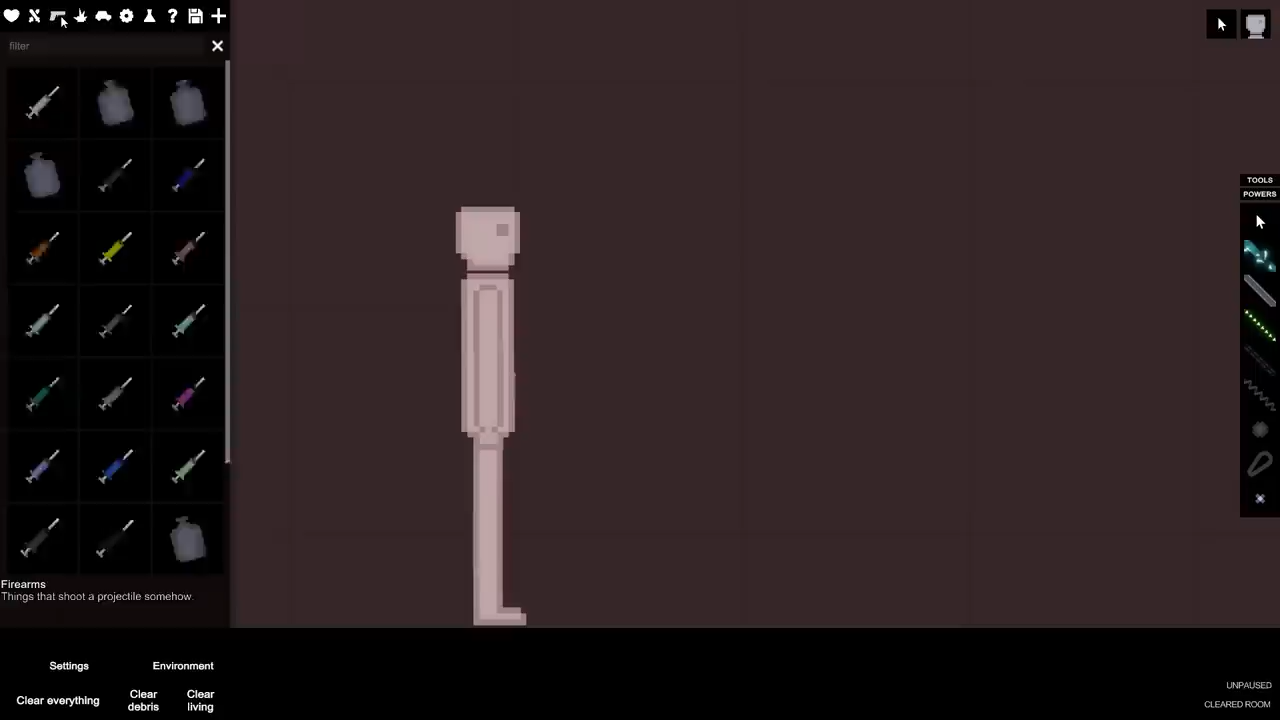 filter
TOOLS
POWERS
Firearms
Things that shoot a projectile somehow.
Settings
Environment
Clear everything
Clear
debris
Clear
living
UNPAUSED
CLEARED ROOM